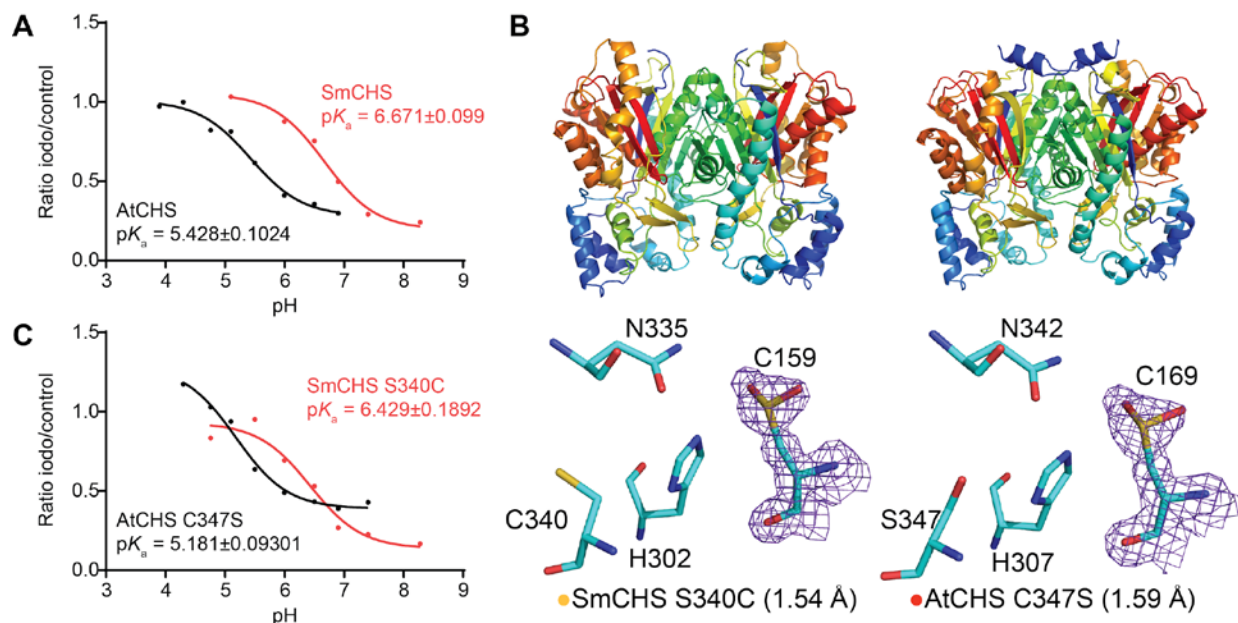 A
B
1.5
1.0
0.5
0.0
Ratio iodo/control
SmCHS
pKa = 6.671±0.099
AtCHS
pKa = 5.428±0.1024
3 4 5 6 7 8 9
pH
C
1.5
1.0
0.5
0.0
Ratio iodo/control
SmCHS S340C
pKa = 6.429±0.1892
AtCHS C347S
pKa = 5.181±0.09301
3 4 5 6 7 8 9
pH
N335
C159
C340
H302
SmCHS S340C (1.54 Å)
N342
C169
S347
H307
AtCHS C347S (1.59 Å)